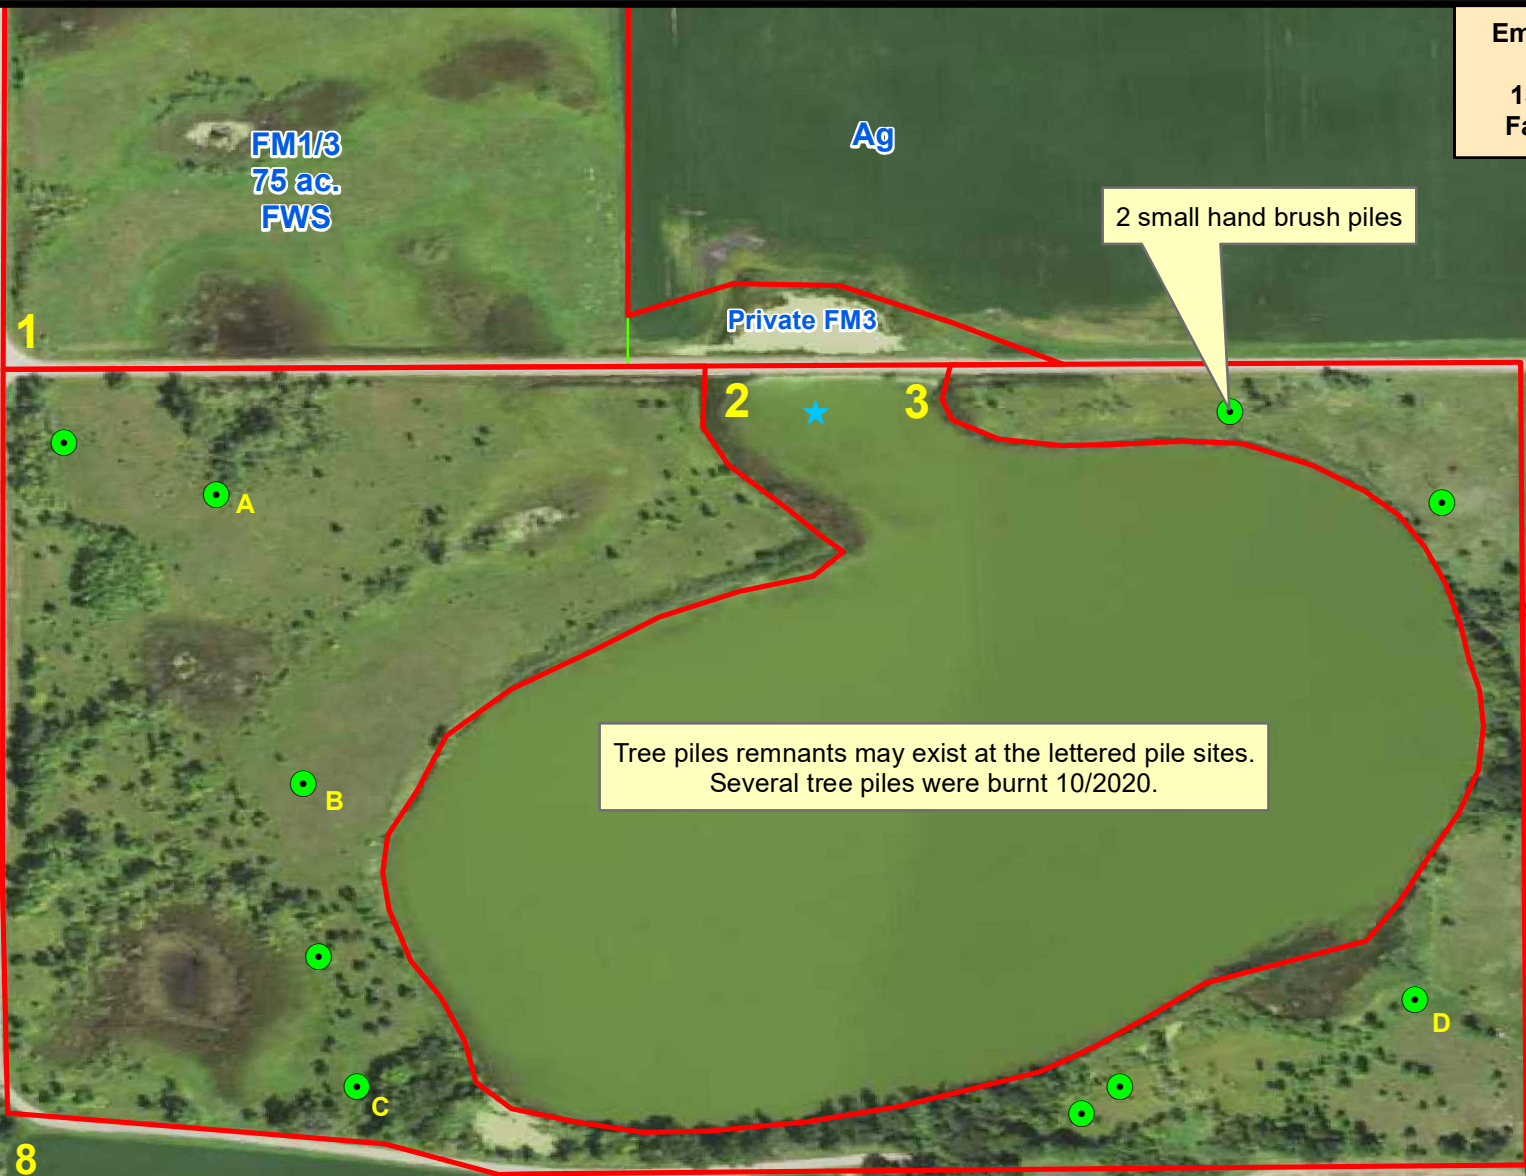 FM1/3
75 ac.
FWS
Ag
2 small hand brush piles
Private FM3
1
2
3
A
B
C
D
Tree piles remnants may exist at the lettered pile sites.
Several tree piles were burnt 10/2020.
8